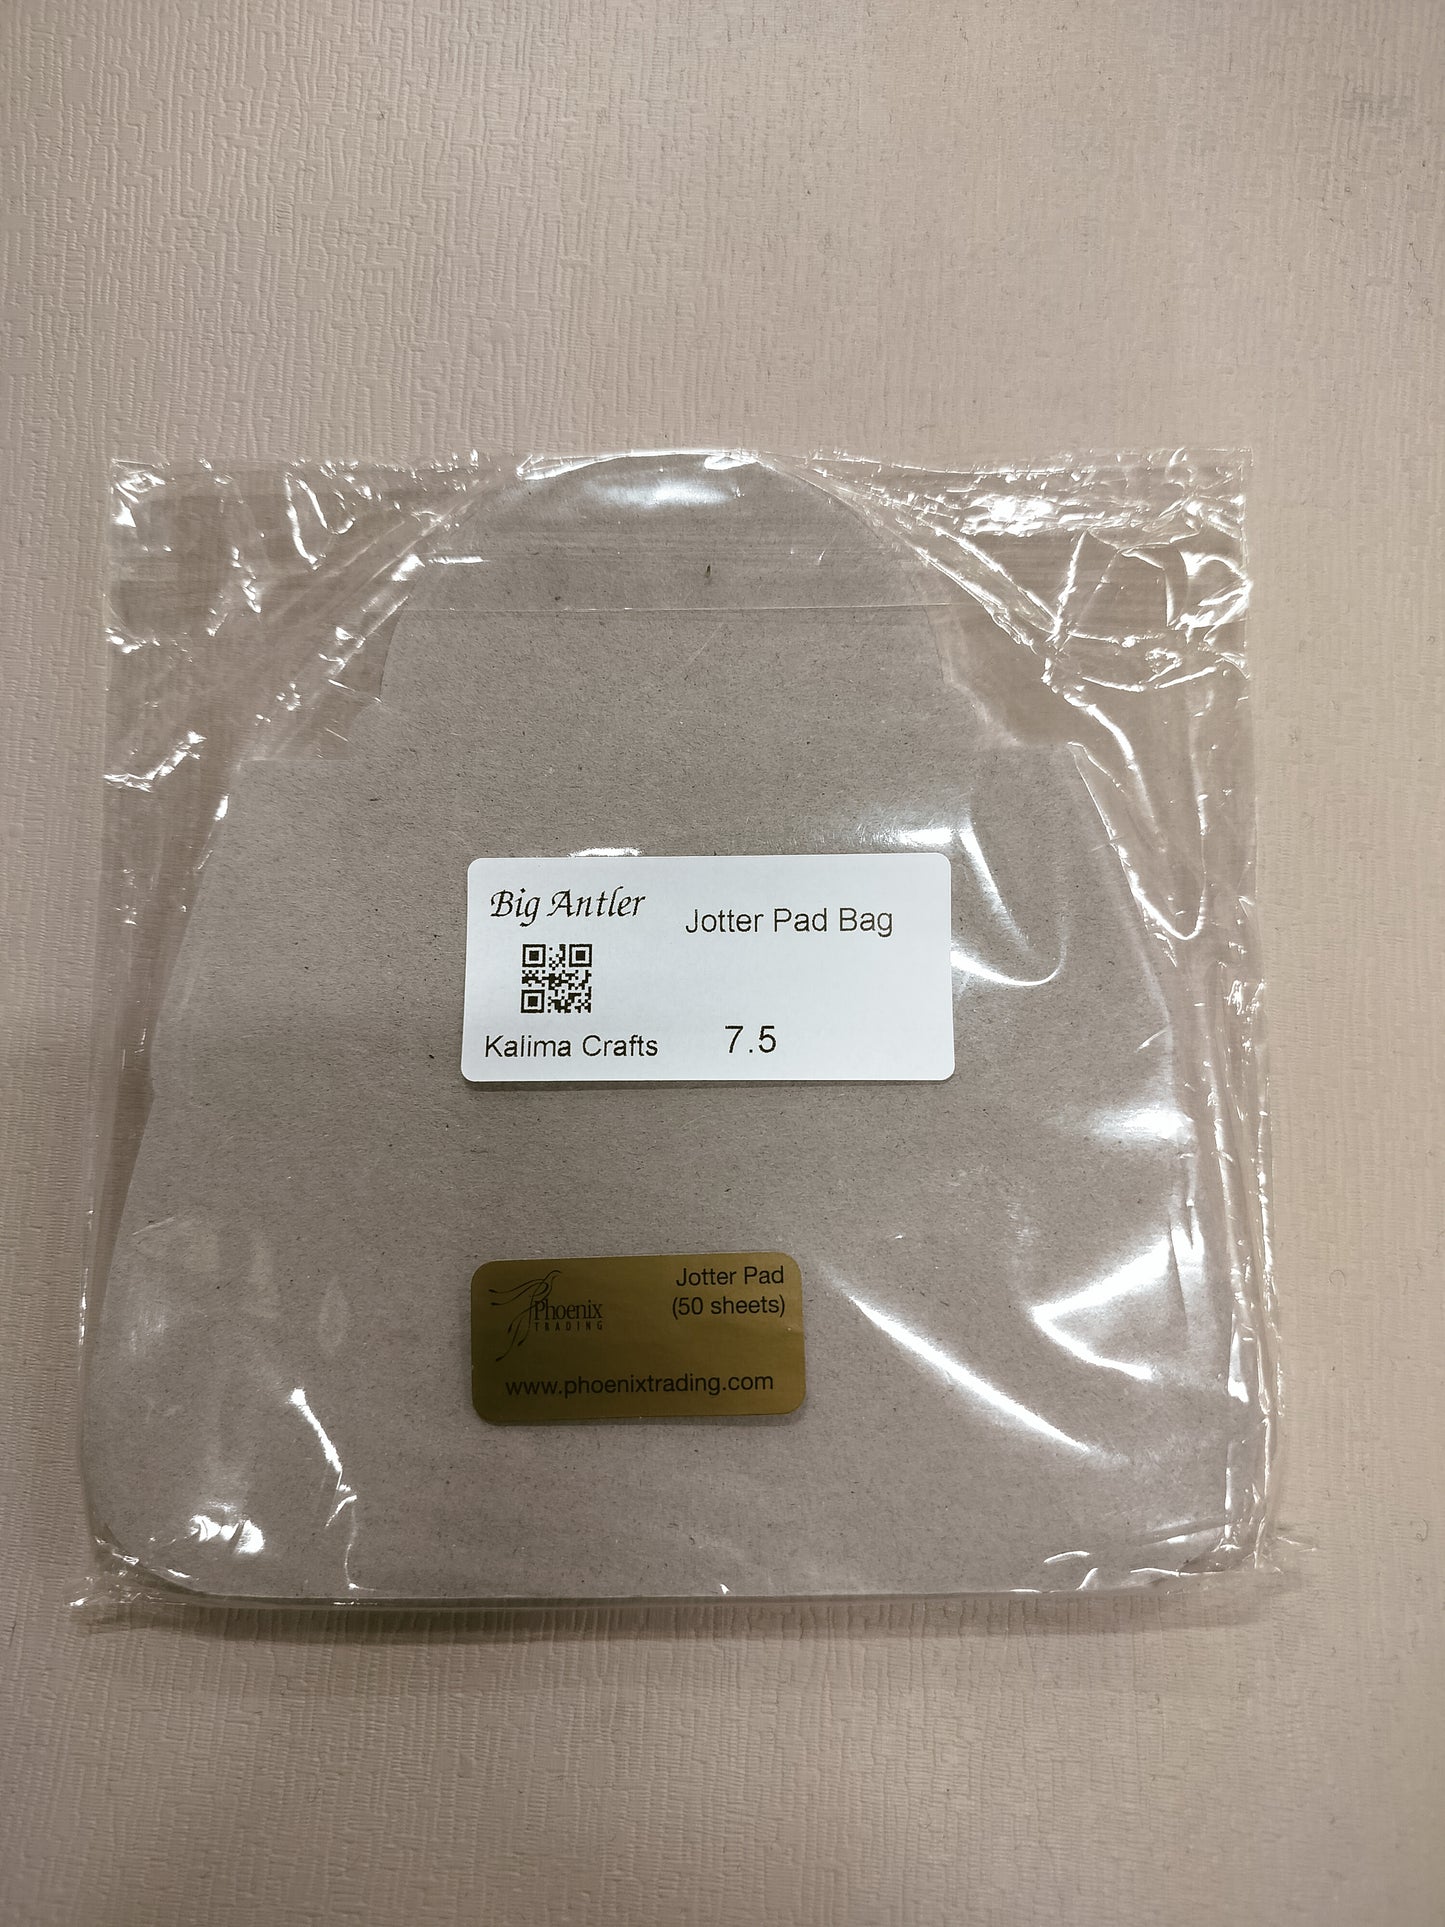 Big Antler
Jotter Pad Bag
Kalima Crafts
7.5
Phoenix
TRADING
Jotter Pad
(50 sheets)
www.phoenixtrading.com